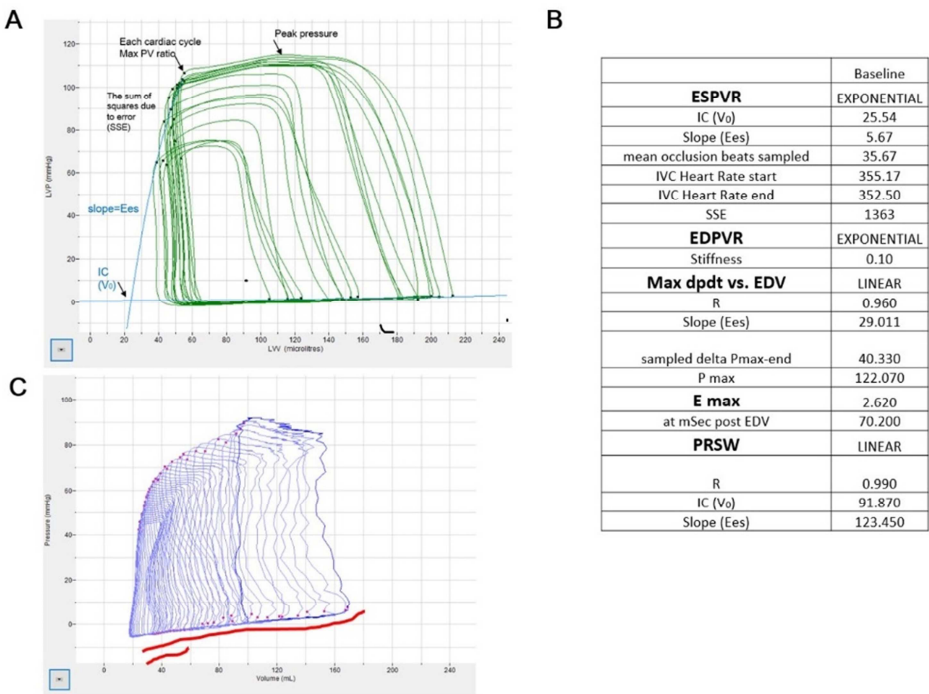 A
Each cardiac cycle
Max PV ratio
Peak pressure
The sum of
squares due
to error
(SSE)
slope=Ees
IC
(V₀)
LVP (mmHg)
120
100
80
60
40
20
0
0 20 40 60 80 100 120 140 160 180 200 220 240
LVV (microlitres)
B
Baseline
ESPVR EXPONENTIAL
IC (V₀) 25.54
Slope (Ees) 5.67
mean occlusion beats sampled 35.67
IVC Heart Rate start 355.17
IVC Heart Rate end 352.50
SSE 1363
EDPVR EXPONENTIAL
Stiffness 0.10
Max dpdt vs. EDV LINEAR
R 0.960
Slope (Ees) 29.011
sampled delta Pmax-end 40.330
P max 122.070
E max 2.620
at mSec post EDV 70.200
PRSW LINEAR
R 0.990
IC (V₀) 91.870
Slope (Ees) 123.450
C
Pressure (mmHg)
100
80
60
40
20
0
0 40 80 120 160 200 240
Volume (mL)